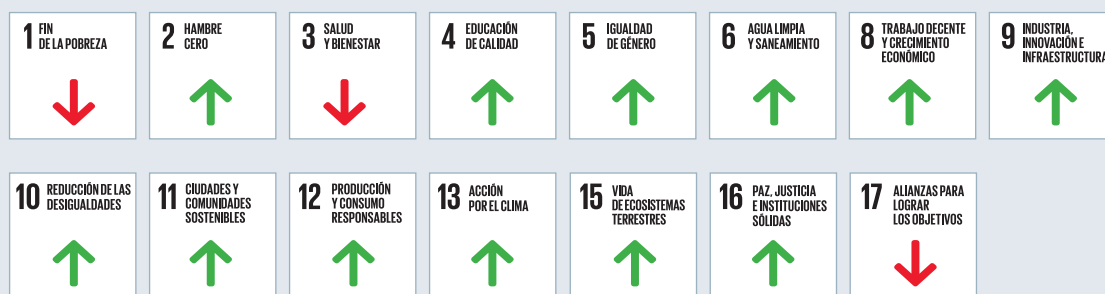 1 FIN
DE LA POBREZA
2 HAMBRE
CERO
3 SALUD
Y BIENESTAR
4 EDUCACIÓN
DE CALIDAD
5 IGUALDAD
DE GÉNERO
6 AGUA LIMPIA
Y SANEAMIENTO
8 TRABAJO DECENTE
Y CRECIMIENTO
ECONÓMICO
9 INDUSTRIA,
INNOVACIÓN E
INFRAESTRUCTURA
10 REDUCCIÓN DE LAS
DESIGUALDADES
11 CIUDADES Y
COMUNIDADES
SOSTENIBLES
12 PRODUCCIÓN
Y CONSUMO
RESPONSABLES
13 ACCIÓN
POR EL CLIMA
15 VIDA
DE ECOSISTEMAS
TERRESTRES
16 PAZ, JUSTICIA
E INSTITUCIONES
SÓLIDAS
17 ALIANZAS PARA
LOGRAR
LOS OBJETIVOS